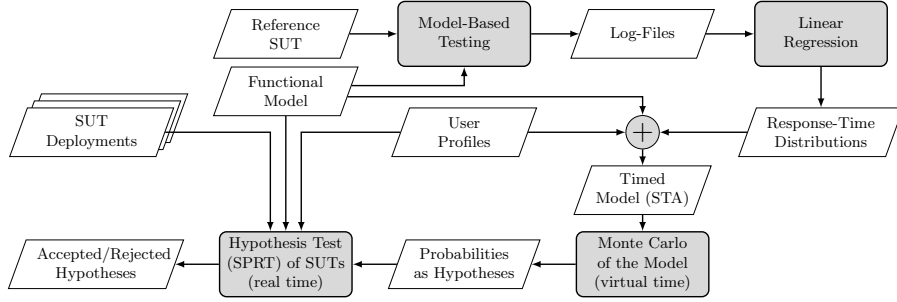 Reference
SUT
Model-Based
Testing
Log-Files
Linear
Regression
Functional
Model
SUT
Deployments
User
Profiles
+
Response-Time
Distributions
Timed
Model (STA)
Accepted/Rejected
Hypotheses
Hypothesis Test
(SPRT) of SUTs
(real time)
Probabilities
as Hypotheses
Monte Carlo
of the Model
(virtual time)